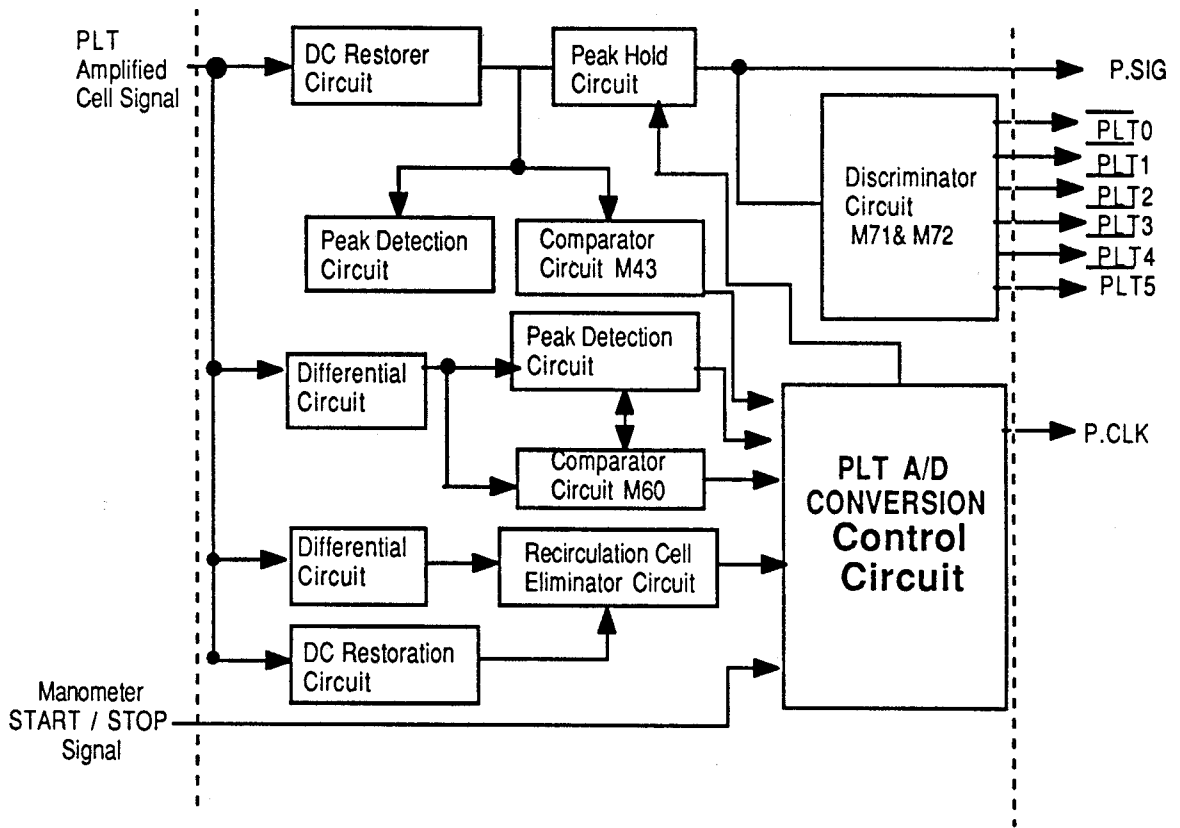 PLT
Amplified
Cell Signal
DC Restorer
Circuit
Peak Hold
Circuit
P.SIG
PLT0
PLT1
PLT2
PLT3
PLT4
PLT5
Discriminator
Circuit
M71& M72
Peak Detection
Circuit
Comparator
Circuit M43
Differential
Circuit
Peak Detection
Circuit
Comparator
Circuit M60
P.CLK
PLT A/D
CONVERSION
Control
Circuit
Differential
Circuit
Recirculation Cell
Eliminator Circuit
DC Restoration
Circuit
Manometer
START / STOP
Signal